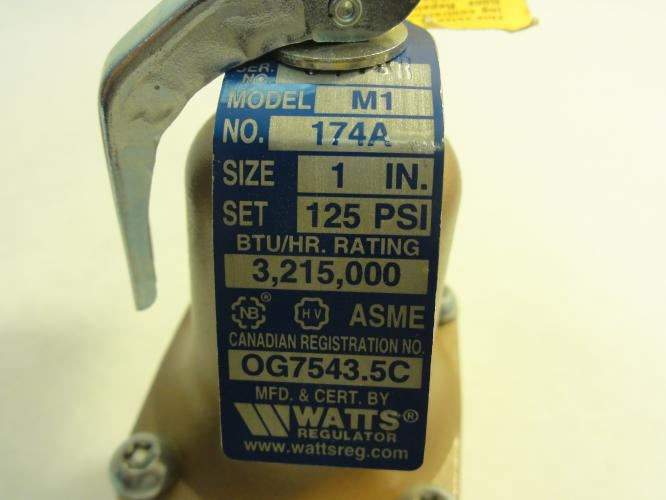 SER.
NO.
MODEL M1
NO. 174A
SIZE 1 IN.
SET 125 PSI
BTU/HR. RATING
3,215,000
NB ® HV ASME
CANADIAN REGISTRATION NO.
OG7543.5C
MFD. & CERT. BY
WATTS®
REGULATOR
www.wattsreg.com